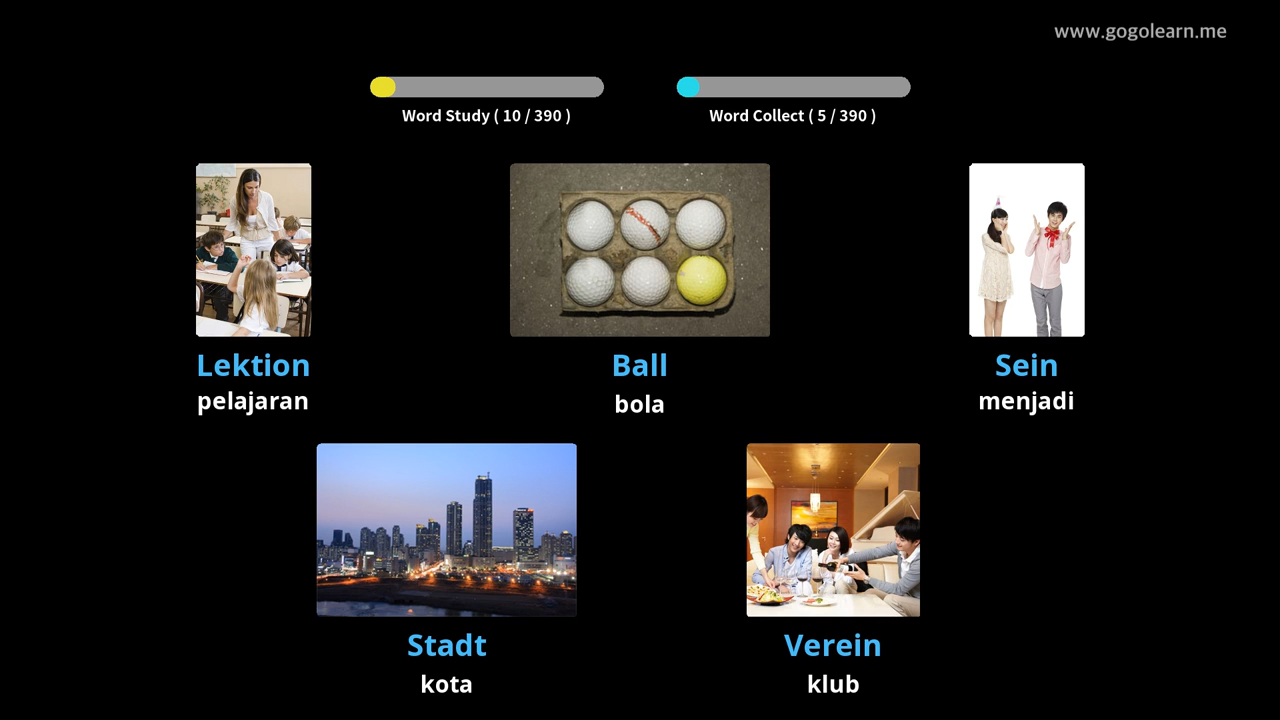 www.gogolearn.me
Word Study ( 10 / 390 )
Word Collect ( 5 / 390 )
Lektion
pelajaran
Ball
bola
Sein
menjadi
Stadt
kota
Verein
klub